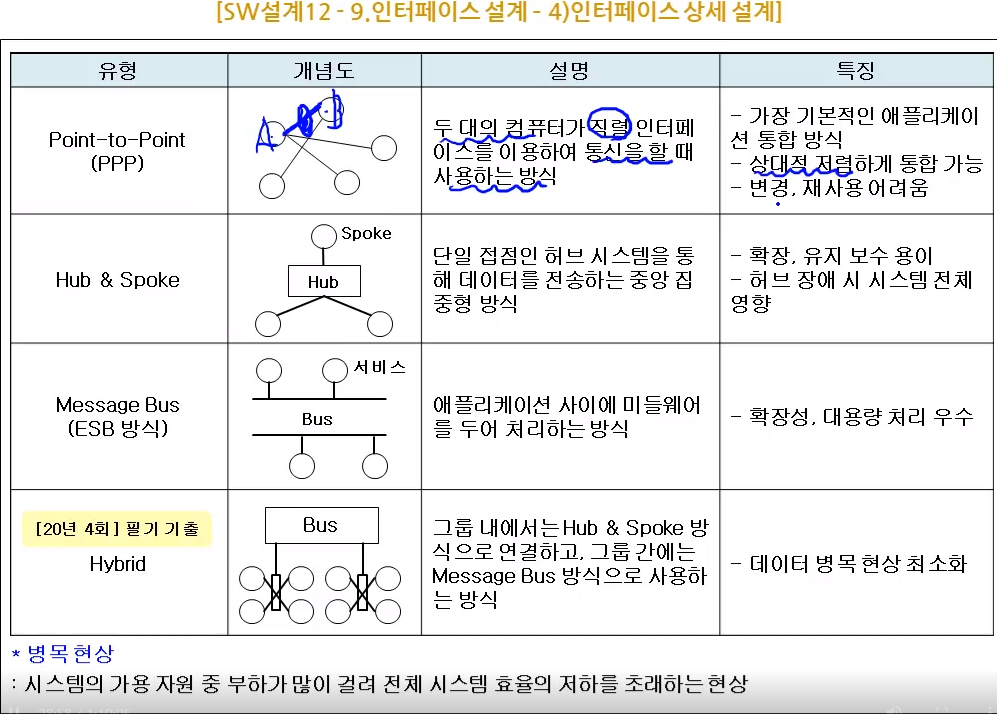 [SW설계12 - 9.인터페이스 설계 - 4)인터페이스 상세 설계]
유형
개념도
설명
특징
Point-to-Point
(PPP)
A
B
두 대의 컴퓨터가 직렬 인터페
이스를 이용하여 통신을 할 때
사용하는 방식
- 가장 기본적인 애플리케이
션 통합 방식
- 상대적 저렴하게 통합 가능
- 변경, 재사용 어려움
Hub & Spoke
Spoke
Hub
단일 접점인 허브 시스템을 통
해 데이터를 전송하는 중앙 집
중형 방식
- 확장, 유지 보수 용이
- 허브 장애 시 시스템 전체
영향
Message Bus
(ESB 방식)
서비스
Bus
애플리케이션 사이에 미들웨어
를 두어 처리하는 방식
- 확장성, 대용량 처리 우수
[20년 4회] 필기 기출
Hybrid
Bus
그룹 내에서는 Hub & Spoke 방
식으로 연결하고, 그룹 간에는
Message Bus 방식으로 사용하
는 방식
- 데이터 병목 현상 최소화
* 병목 현상
: 시스템의 가용 자원 중 부하가 많이 걸려 전체 시스템 효율의 저하를 초래하는 현상